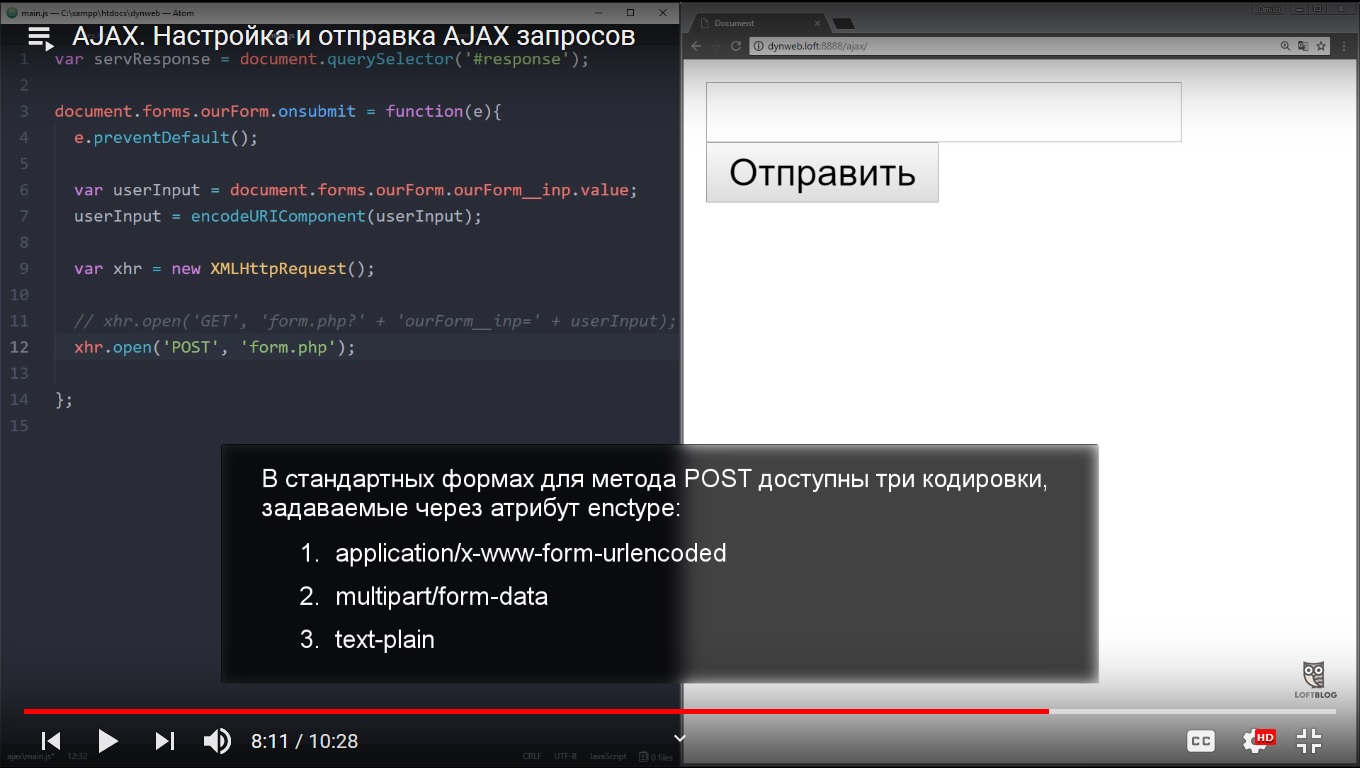 main.js — C:\xampp\htdocs\dynweb — Atom
AJAX. Настройка и отправка AJAX запросов
1 var servResponse = document.querySelector('#response');
2
3 document.forms.ourForm.onsubmit = function(e){
4 e.preventDefault();
5
6 var userInput = document.forms.ourForm.ourForm__inp.value;
7 userInput = encodeURIComponent(userInput);
8
9 var xhr = new XMLHttpRequest();
10
11 // xhr.open('GET', 'form.php?' + 'ourForm__inp=' + userInput);
12 xhr.open('POST', 'form.php');
13
14 };
15
Document
dynweb.loft:8888/ajax/
Отправить
В стандартных формах для метода POST доступны три кодировки,
задаваемые через атрибут enctype:
1. application/x-www-form-urlencoded
2. multipart/form-data
3. text-plain
LOFTBLOG
8:11 / 10:28
CC
HD
ajax\main.js* 12:32
CRLF UTF-8 JavaScript 0 files